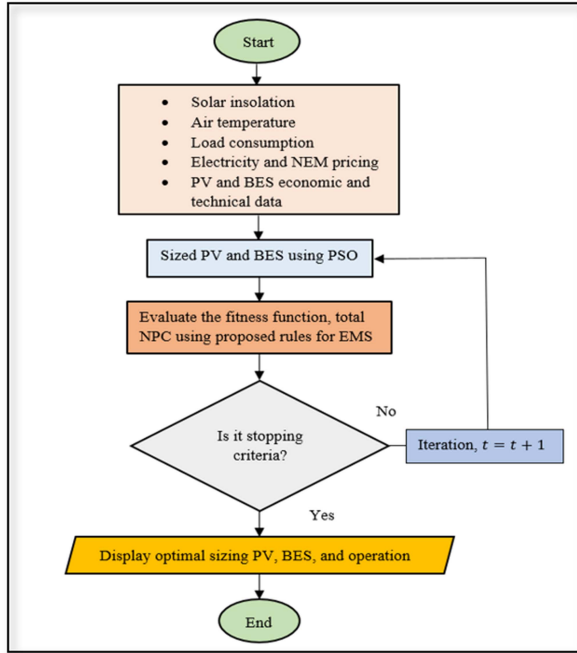 Start
• Solar insolation
• Air temperature
• Load consumption
• Electricity and NEM pricing
• PV and BES economic and
technical data
Sized PV and BES using PSO
Evaluate the fitness function, total
NPC using proposed rules for EMS
No
Is it stopping
criteria?
Iteration, t = t + 1
Yes
Display optimal sizing PV, BES, and operation
End